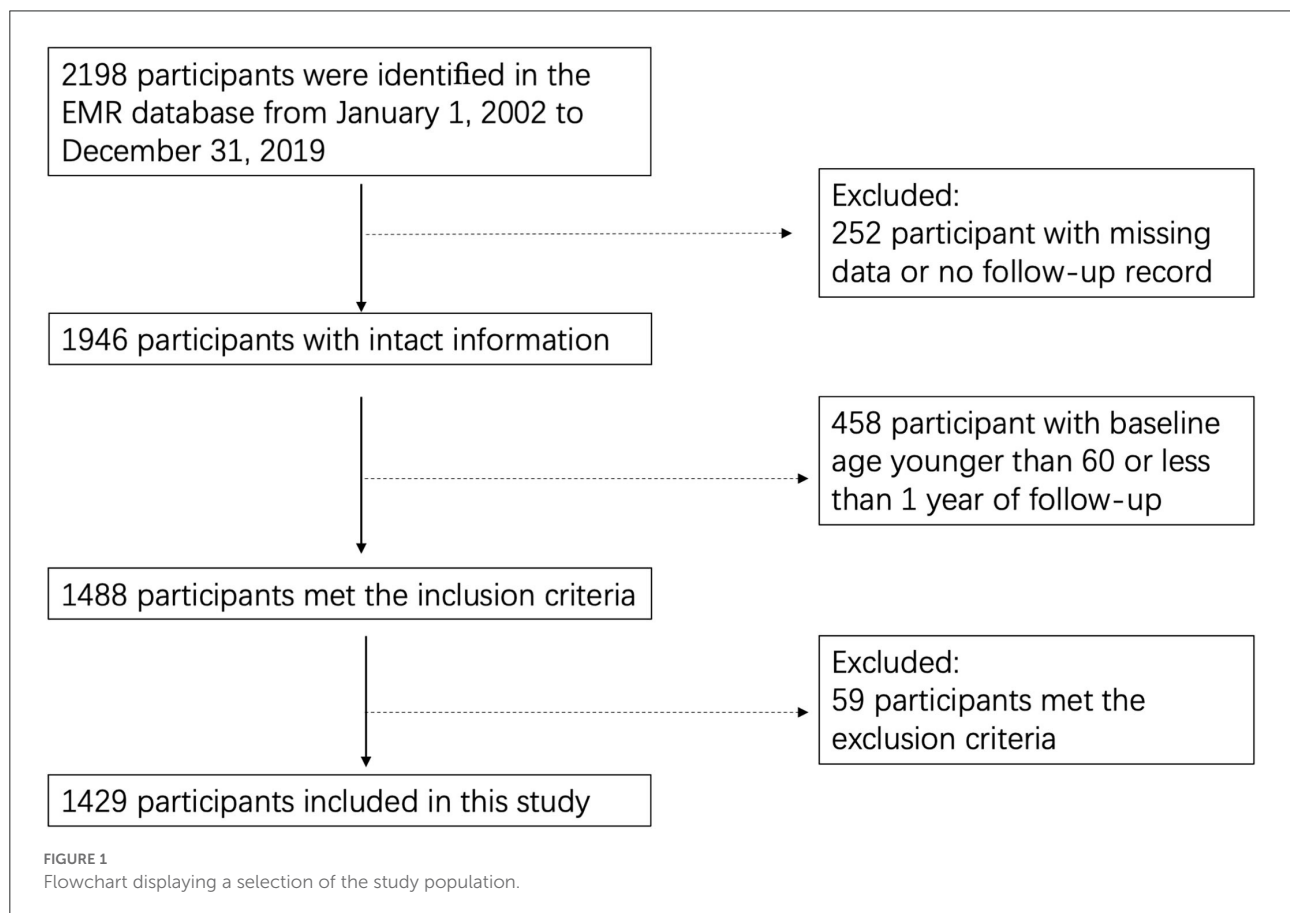 2198 participants were identified in the
EMR database from January 1, 2002 to
December 31, 2019
Excluded:
252 participant with missing
data or no follow-up record
1946 participants with intact information
458 participant with baseline
age younger than 60 or less
than 1 year of follow-up
1488 participants met the inclusion criteria
Excluded:
59 participants met the
exclusion criteria
1429 participants included in this study
FIGURE 1
Flowchart displaying a selection of the study population.